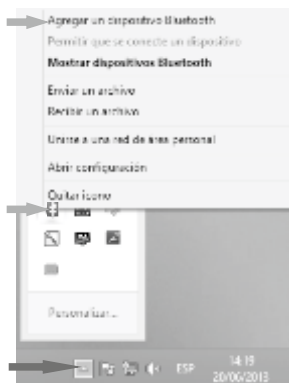 Agregar un dispositivo Bluetooth
Permitir que se conecte un dispositivo
Mostrar dispositivos Bluetooth
Enviar un archivo
Recibir un archivo
Unirse a una red de área personal
Abrir configuración
Quitar icono
Personalizar...
ESP
14:19
20/06/2013